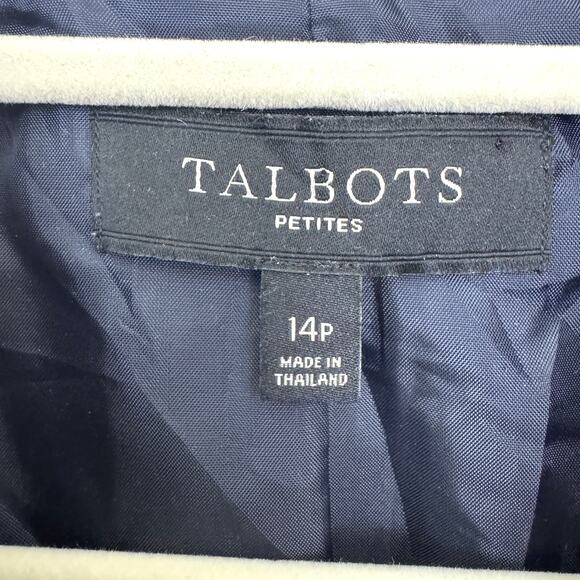 TALBOTS
PETITES
14P
MADE IN
THAILAND